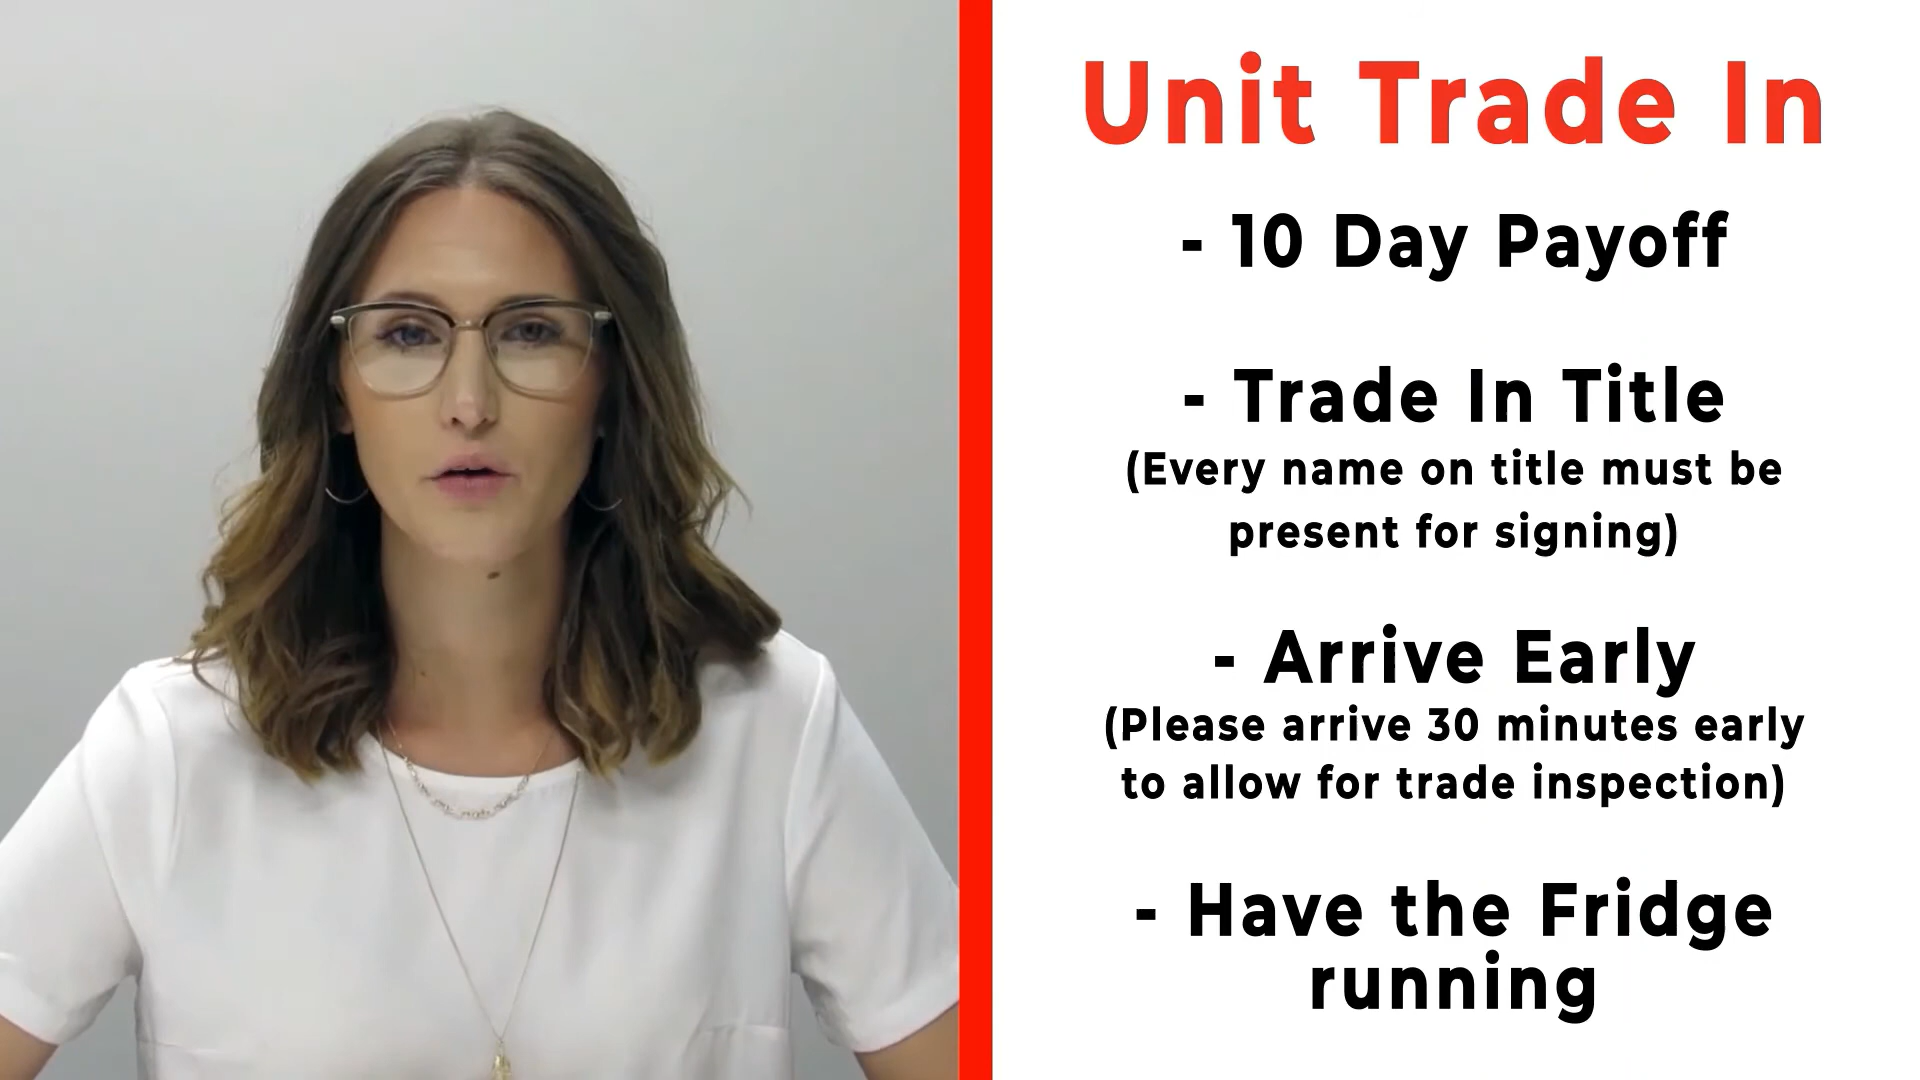 Unit Trade In
- 10 Day Payoff
- Trade In Title
(Every name on title must be
present for signing)
- Arrive Early
(Please arrive 30 minutes early
to allow for trade inspection)
- Have the Fridge
running